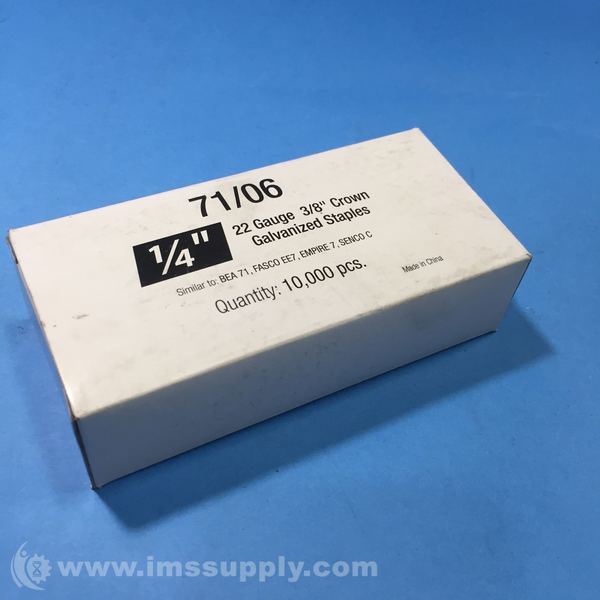 71/06
1/4"
22 Gauge 3/8" Crown
Galvanized Staples
Similar to: BEA 71, FASCO EE7, EMPIRE 7, SENCO C
Quantity: 10,000 pcs.
Made in China
www.imssupply.com